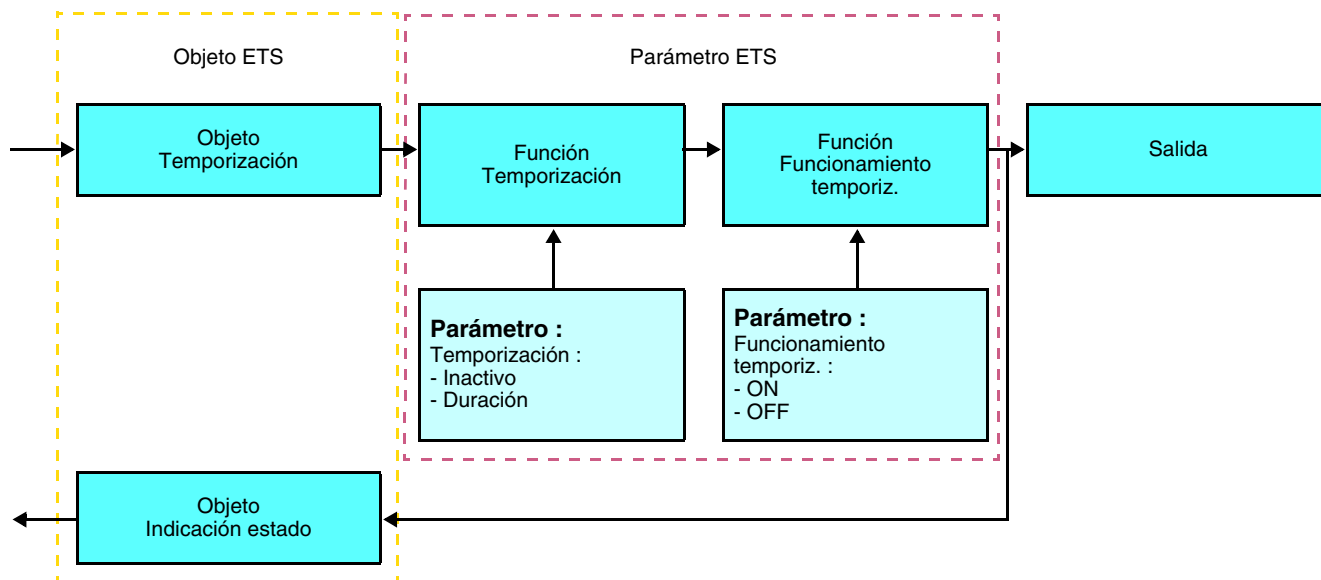 Objeto ETS
Parámetro ETS
Objeto
Temporización
Función
Temporización
Función
Funcionamiento
temporiz.
Salida
Parámetro :
Temporización :
- Inactivo
- Duración
Parámetro :
Funcionamiento
temporiz. :
- ON
- OFF
Objeto
Indicación estado